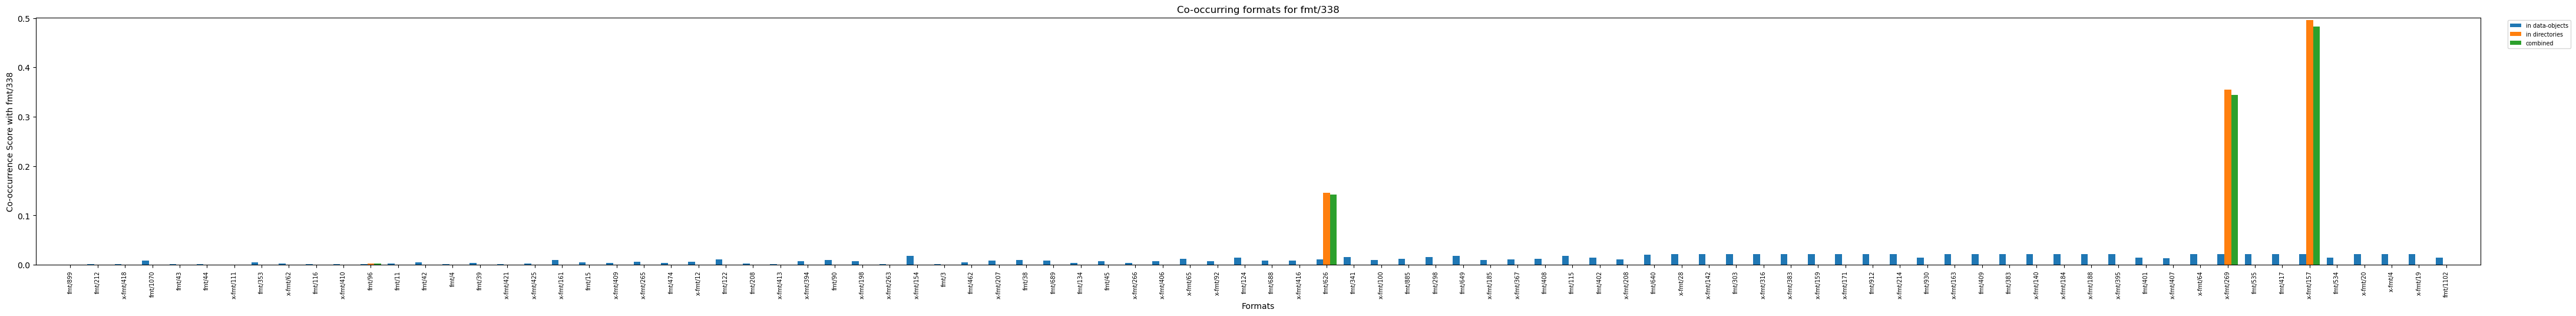 Co-occurring formats for fmt/338
Co-occurrence Score with fmt/338
0.5
0.4
0.3
0.2
0.1
0.0
in data-objects
in directories
combined
fmt/899
fmt/212
x-fmt/418
fmt/1070
fmt/43
fmt/44
x-fmt/111
fmt/353
x-fmt/62
fmt/116
x-fmt/410
fmt/96
fmt/11
fmt/42
fmt/4
fmt/39
x-fmt/421
x-fmt/425
x-fmt/161
fmt/15
x-fmt/409
x-fmt/265
fmt/474
x-fmt/12
fmt/122
fmt/208
x-fmt/413
x-fmt/394
fmt/90
x-fmt/198
x-fmt/263
x-fmt/154
fmt/3
fmt/462
x-fmt/207
fmt/38
fmt/689
fmt/134
fmt/45
x-fmt/266
x-fmt/406
x-fmt/65
x-fmt/92
fmt/124
fmt/688
x-fmt/416
fmt/626
fmt/341
x-fmt/100
fmt/885
fmt/298
fmt/649
x-fmt/185
x-fmt/367
fmt/408
fmt/115
fmt/402
x-fmt/208
fmt/640
x-fmt/28
x-fmt/142
fmt/303
x-fmt/316
x-fmt/383
x-fmt/159
x-fmt/171
fmt/912
x-fmt/214
fmt/930
x-fmt/163
fmt/409
fmt/383
x-fmt/140
x-fmt/184
x-fmt/188
x-fmt/395
fmt/401
x-fmt/407
x-fmt/64
x-fmt/269
fmt/535
fmt/417
x-fmt/157
fmt/534
x-fmt/20
x-fmt/4
x-fmt/19
fmt/1102
Formats